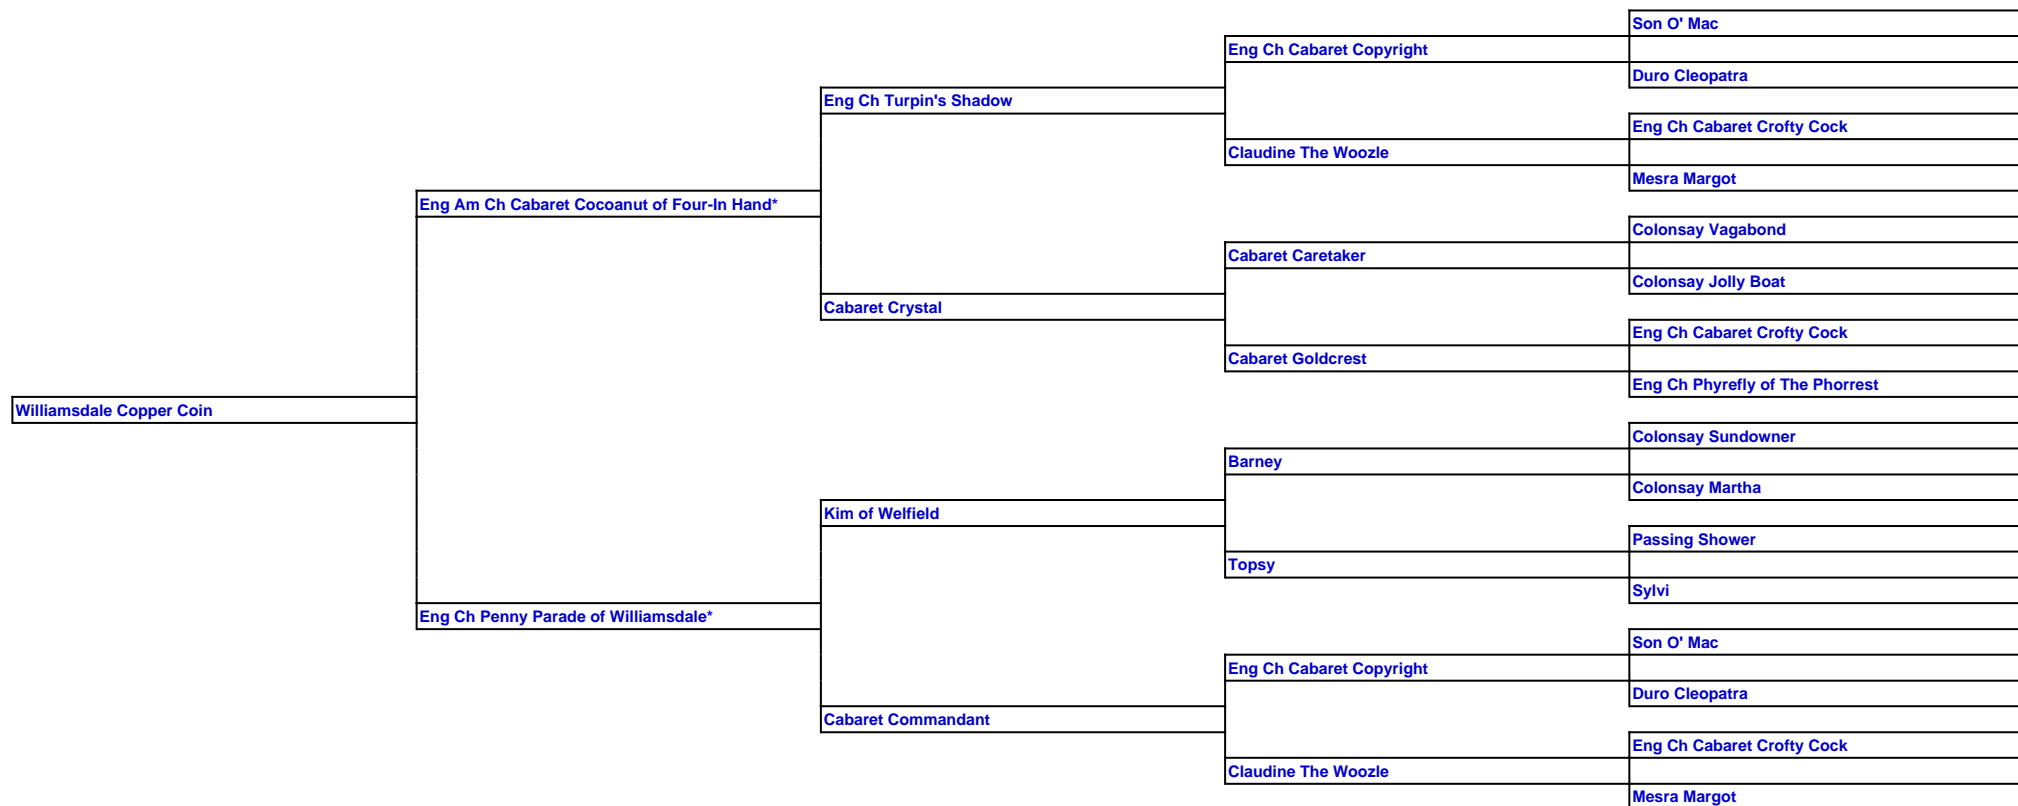 Son O' Mac
Eng Ch Cabaret Copyright
Duro Cleopatra
Eng Ch Turpin's Shadow
Eng Ch Cabaret Crofty Cock
Claudine The Woozle
Mesra Margot
Eng Am Ch Cabaret Cocoanut of Four-In Hand*
Colonsay Vagabond
Cabaret Caretaker
Colonsay Jolly Boat
Cabaret Crystal
Eng Ch Cabaret Crofty Cock
Cabaret Goldcrest
Eng Ch Phyrefly of The Phorrest
Williamsdale Copper Coin
Colonsay Sundowner
Barney
Colonsay Martha
Kim of Welfield
Passing Shower
Topsy
Sylvi
Eng Ch Penny Parade of Williamsdale*
Son O' Mac
Eng Ch Cabaret Copyright
Duro Cleopatra
Cabaret Commandant
Eng Ch Cabaret Crofty Cock
Claudine The Woozle
Mesra Margot